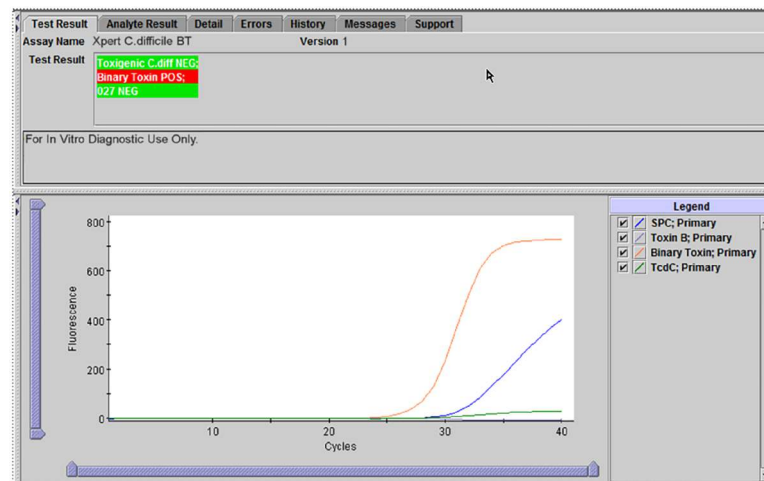 Test Result Analyte Result Detail Errors History Messages Support
Assay Name Xpert C.difficile BT Version 1
Test Result
Toxigenic C.diff NEG;
Binary Toxin POS;
027 NEG
For In Vitro Diagnostic Use Only.
Legend
SPC; Primary
Toxin B; Primary
Binary Toxin; Primary
TcdC; Primary
800
600
400
200
0
Fluorescence
10 20 30 40
Cycles